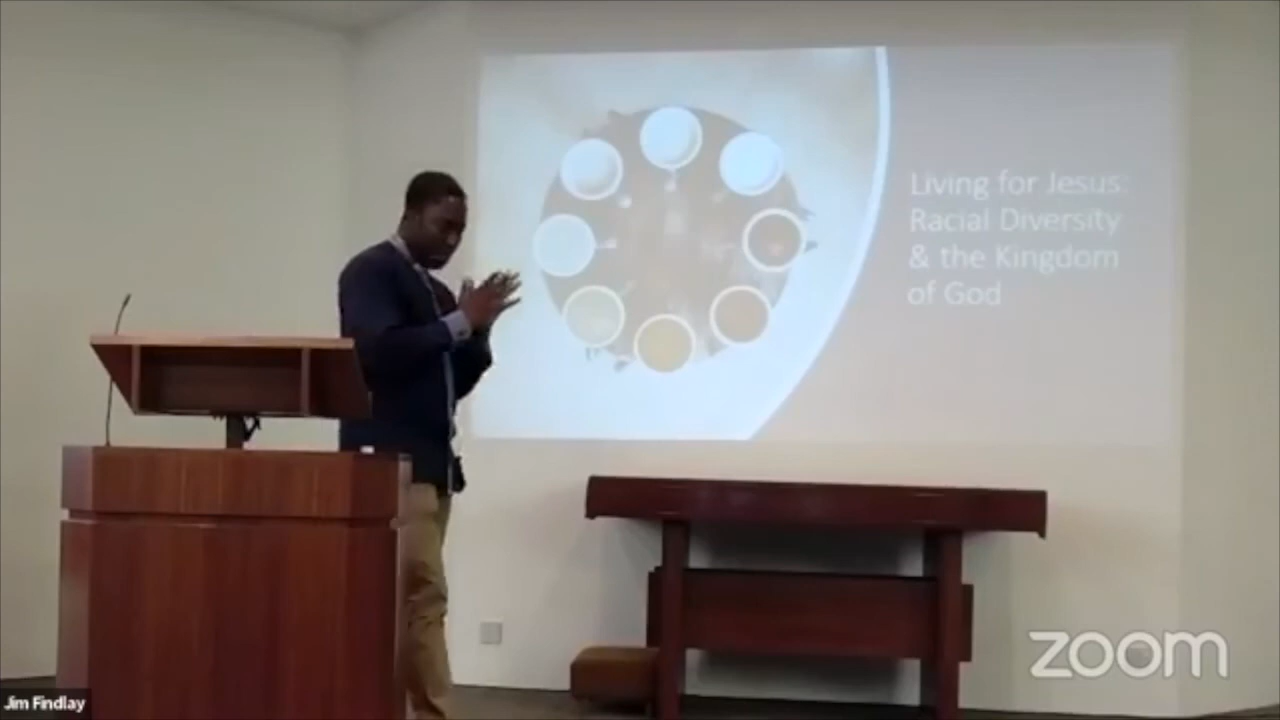 Living for Jesus:
Racial Diversity
& the Kingdom
of God
zoom
Jim Findlay